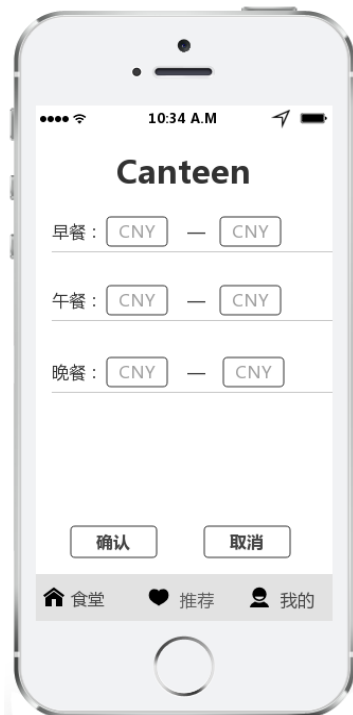 10:34 A.M
Canteen
早餐：CNY — CNY
午餐：CNY — CNY
晚餐：CNY — CNY
确认 取消
食堂 推荐 我的